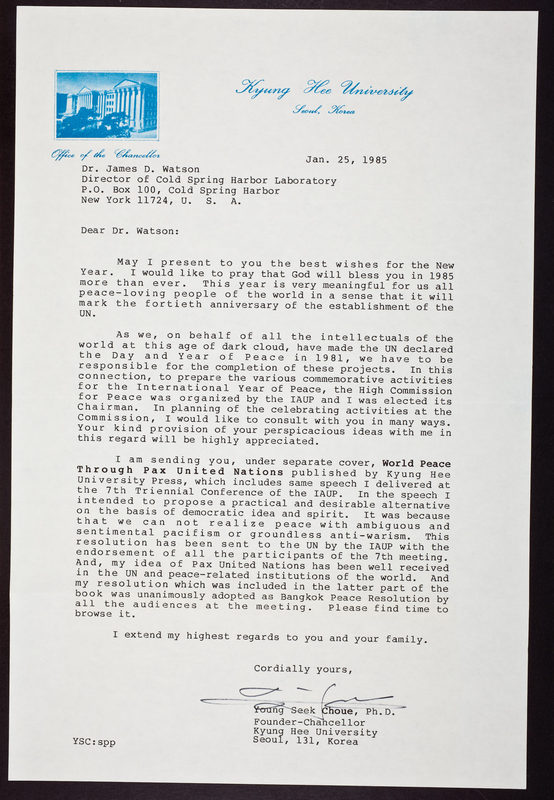 Kyung Hee University
Seoul, Korea
Office of the Chancellor
Jan. 25, 1985
Dr. James D. Watson
Director of Cold Spring Harbor Laboratory
P.O. Box 100, Cold Spring Harbor
New York 11724, U. S. A.
Dear Dr. Watson:
May I present to you the best wishes for the New
Year. I would like to pray that God will bless you in 1985
more than ever. This year is very meaningful for us all
peace-loving people of the world in a sense that it will
mark the fortieth anniversary of the establishment of the
UN.
As we, on behalf of all the intellectuals of the
world at this age of dark cloud, have made the UN declared
the Day and Year of Peace in 1981, we have to be
responsible for the completion of these projects. In this
connection, to prepare the various commemorative activities
for the International Year of Peace, the High Commission
for Peace was organized by the IAUP and I was elected its
Chairman. In planning of the celebrating activities at the
Commission, I would like to consult with you in many ways.
Your kind provision of your perspicacious ideas with me in
this regard will be highly appreciated.
I am sending you, under separate cover, World Peace
Through Pax United Nations published by Kyung Hee
University Press, which includes same speech I delivered at
the 7th Triennial Conference of the IAUP. In the speech I
intended to propose a practical and desirable alternative
on the basis of democratic idea and spirit. It was because
that we can not realize peace with ambiguous and
sentimental pacifism or groundless anti-warism. This
resolution has been sent to the UN by the IAUP with the
endorsement of all the participants of the 7th meeting.
And, my idea of Pax United Nations has been well received
in the UN and peace-related institutions of the world. And
my resolution which was included in the latter part of the
book was unanimously adopted as Bangkok Peace Resolution by
all the audiences at the meeting. Please find time to
browse it.
I extend my highest regards to you and your family.
Cordially yours,
Young Seek Choue, Ph.D.
Founder-Chancellor
Kyung Hee University
Seoul, 131, Korea
YSC:spp